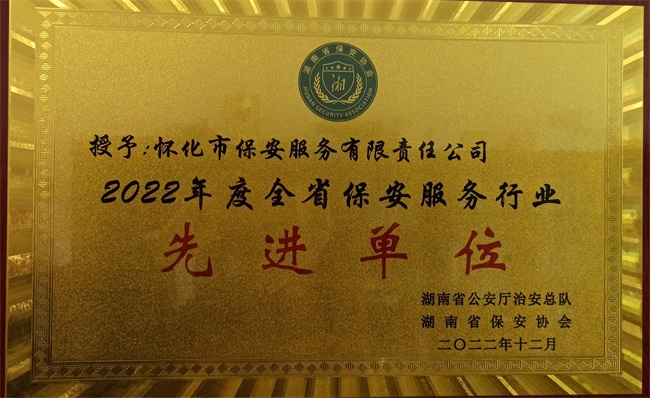 湖南省保安协会
湘
HUNAN SECURITY ASSOCIATION
授予:怀化市保安服务有限责任公司
2022年度全省保安服务行业
先进单位
湖南省公安厅治安总队
湖南省保安协会
二〇二二年十二月